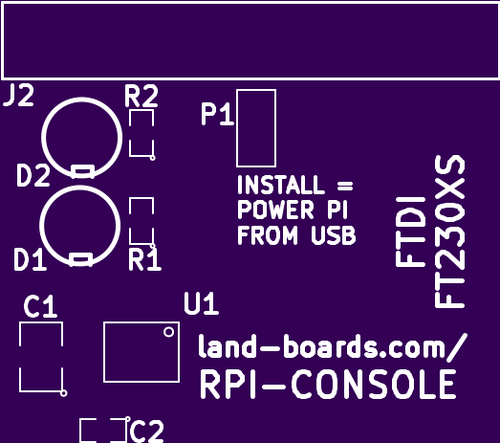 J2
R2
P1
D2
INSTALL =
POWER PI
FROM USB
FTDI
FT230XS
D1
R1
C1
U1
land-boards.com/
RPI-CONSOLE
C2